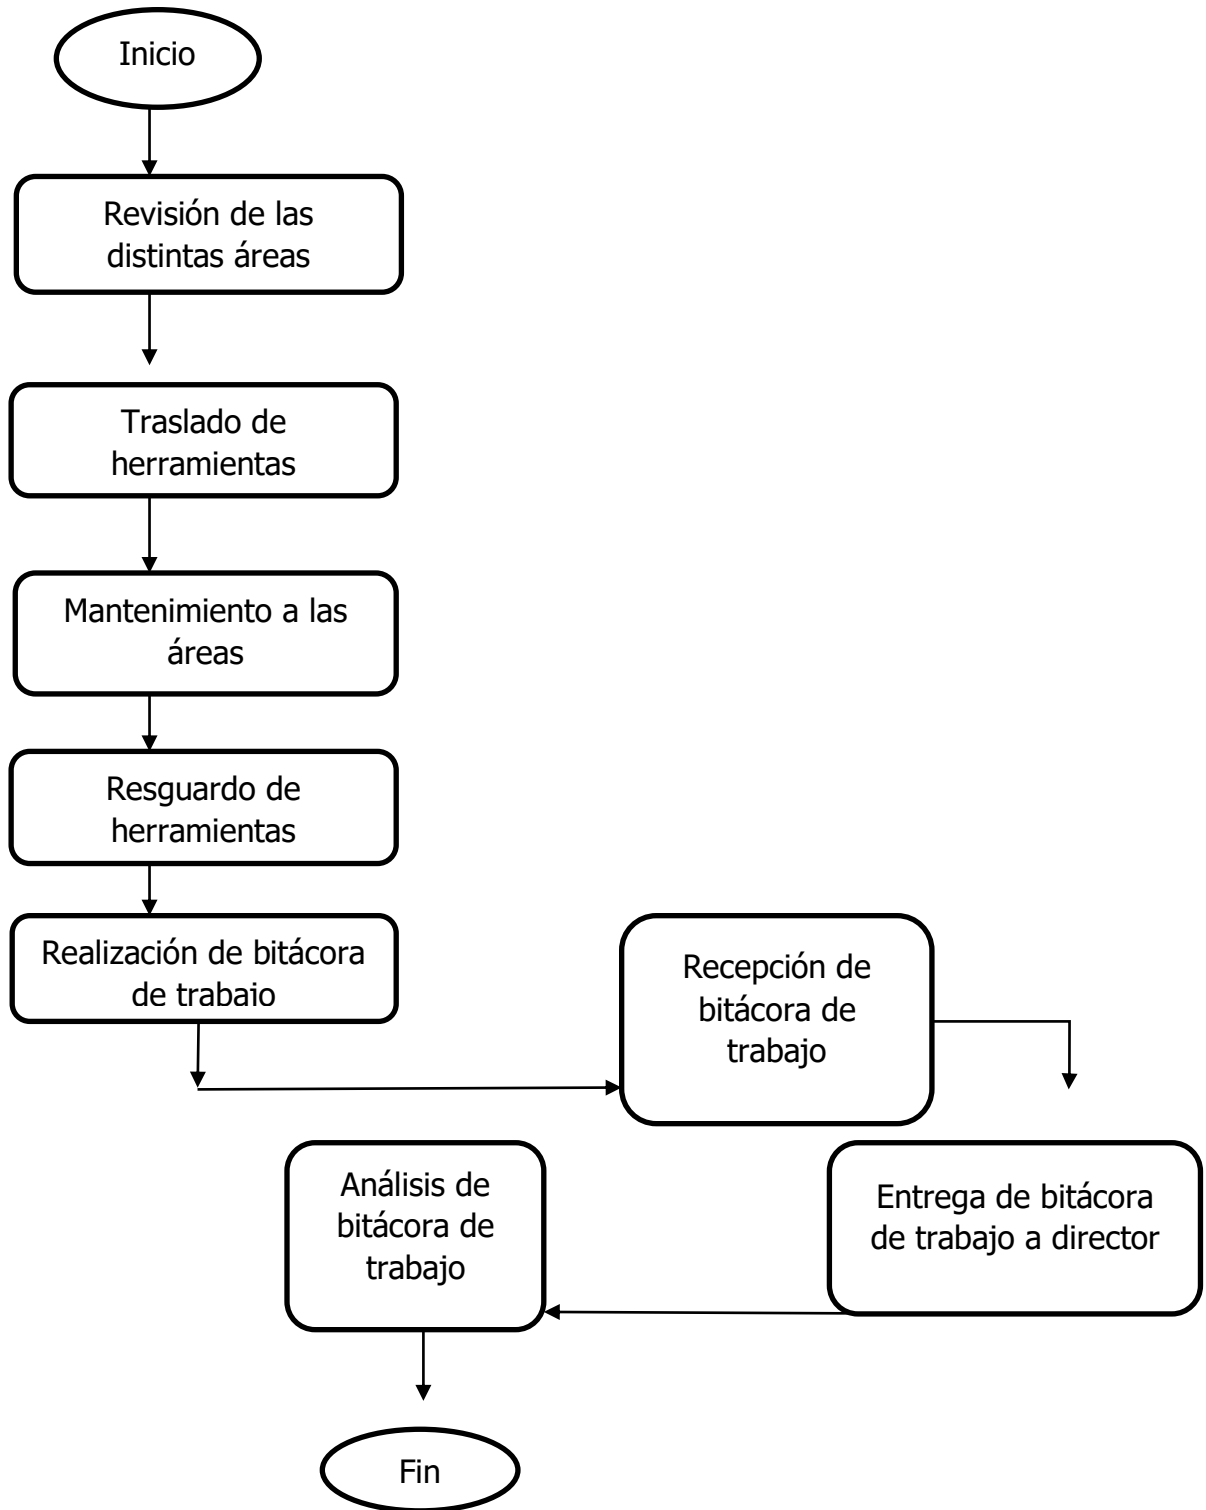 Inicio
Revisión de las
distintas áreas
Traslado de
herramientas
Mantenimiento a las
áreas
Resguardo de
herramientas
Realización de bitácora
de trabajo
Recepción de
bitácora de
trabajo
Entrega de bitácora
de trabajo a director
Análisis de
bitácora de
trabajo
Fin